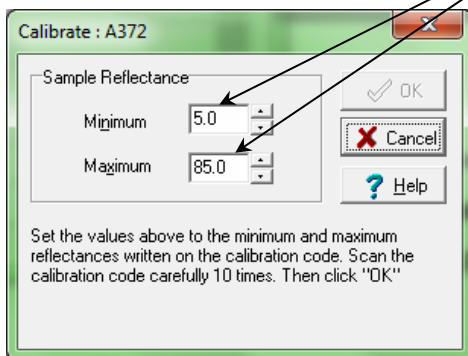 Calibrate : A372
Sample Reflectance
Minimum 5.0
Maximum 85.0
OK
Cancel
Help
Set the values above to the minimum and maximum
reflectances written on the calibration code. Scan the
calibration code carefully 10 times. Then click "OK"